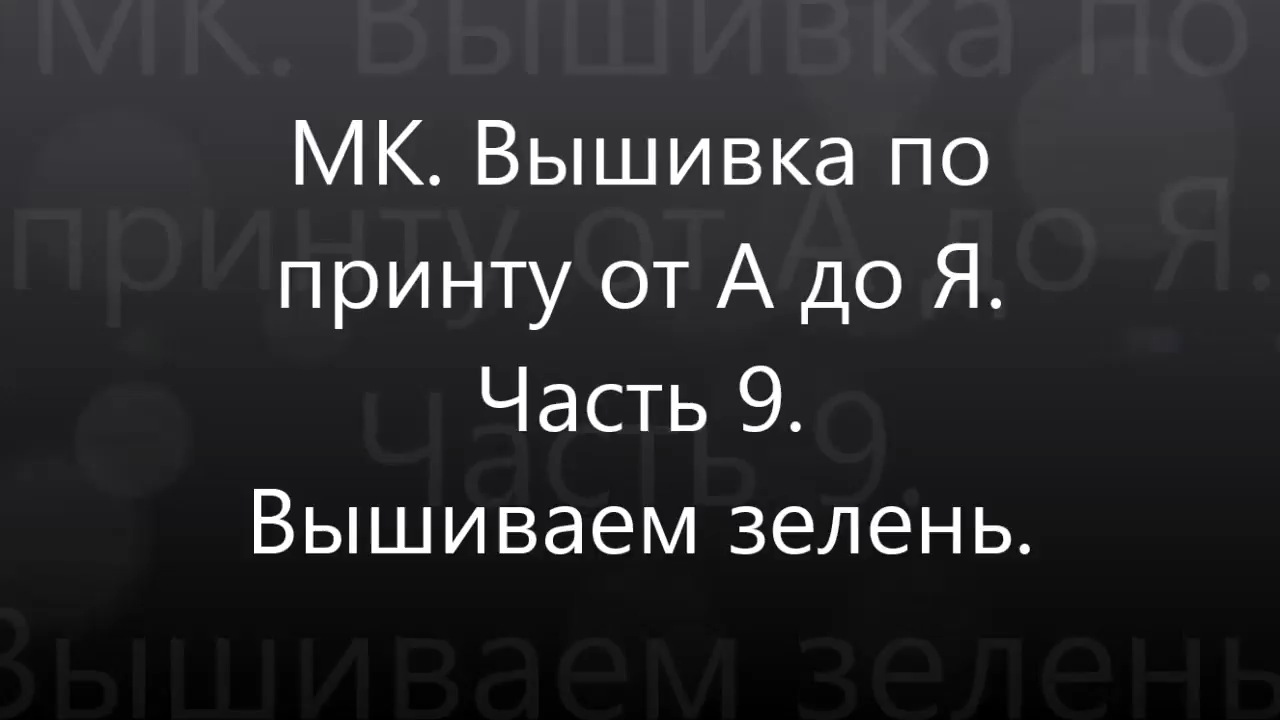 МК. Вышивка по
принту от А до Я.
Часть 9.
Вышиваем зелень.